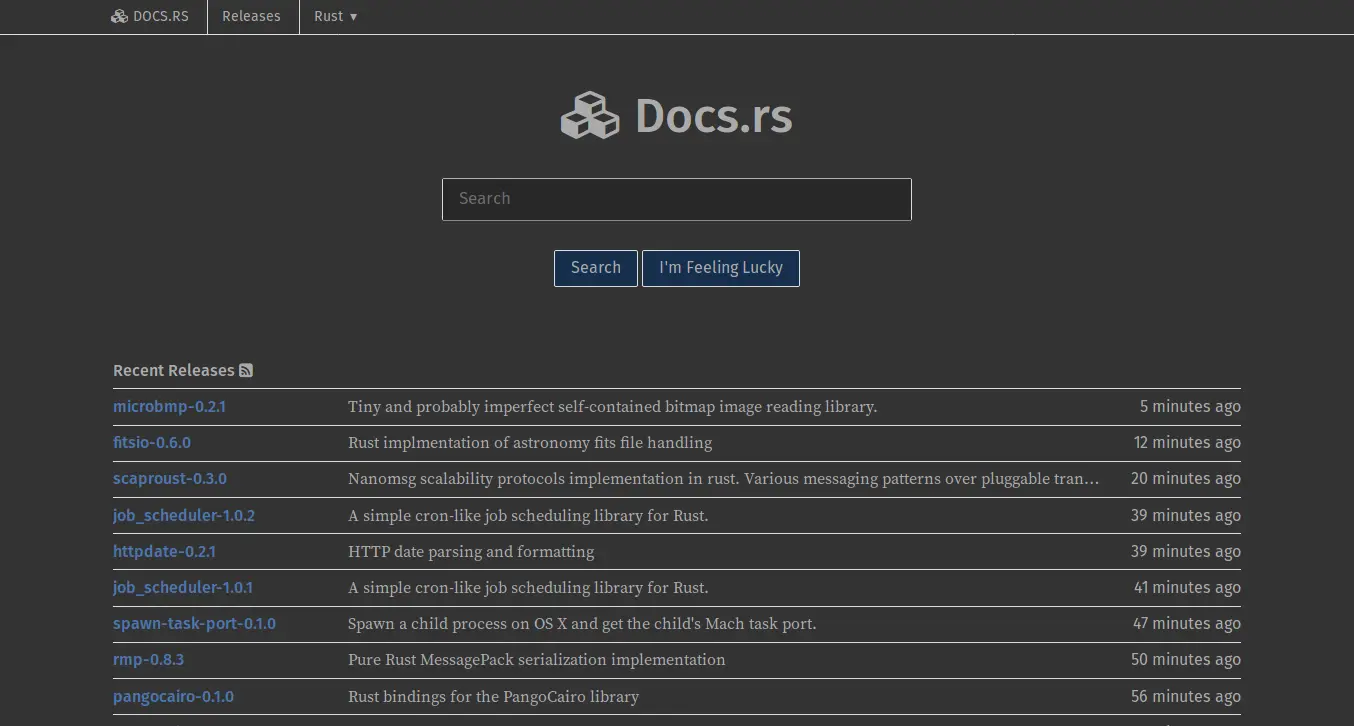 DOCS.RS Releases Rust ▼
Docs.rs
Search
Search I'm Feeling Lucky
Recent Releases
microbmp-0.2.1 Tiny and probably imperfect self-contained bitmap image reading library. 5 minutes ago
fitsio-0.6.0 Rust implmentation of astronomy fits file handling 12 minutes ago
scaproust-0.3.0 Nanomsg scalability protocols implementation in rust. Various messaging patterns over pluggable tran... 20 minutes ago
job_scheduler-1.0.2 A simple cron-like job scheduling library for Rust. 39 minutes ago
httpdate-0.2.1 HTTP date parsing and formatting 39 minutes ago
job_scheduler-1.0.1 A simple cron-like job scheduling library for Rust. 41 minutes ago
spawn-task-port-0.1.0 Spawn a child process on OS X and get the child's Mach task port. 47 minutes ago
rmp-0.8.3 Pure Rust MessagePack serialization implementation 50 minutes ago
pangocairo-0.1.0 Rust bindings for the PangoCairo library 56 minutes ago